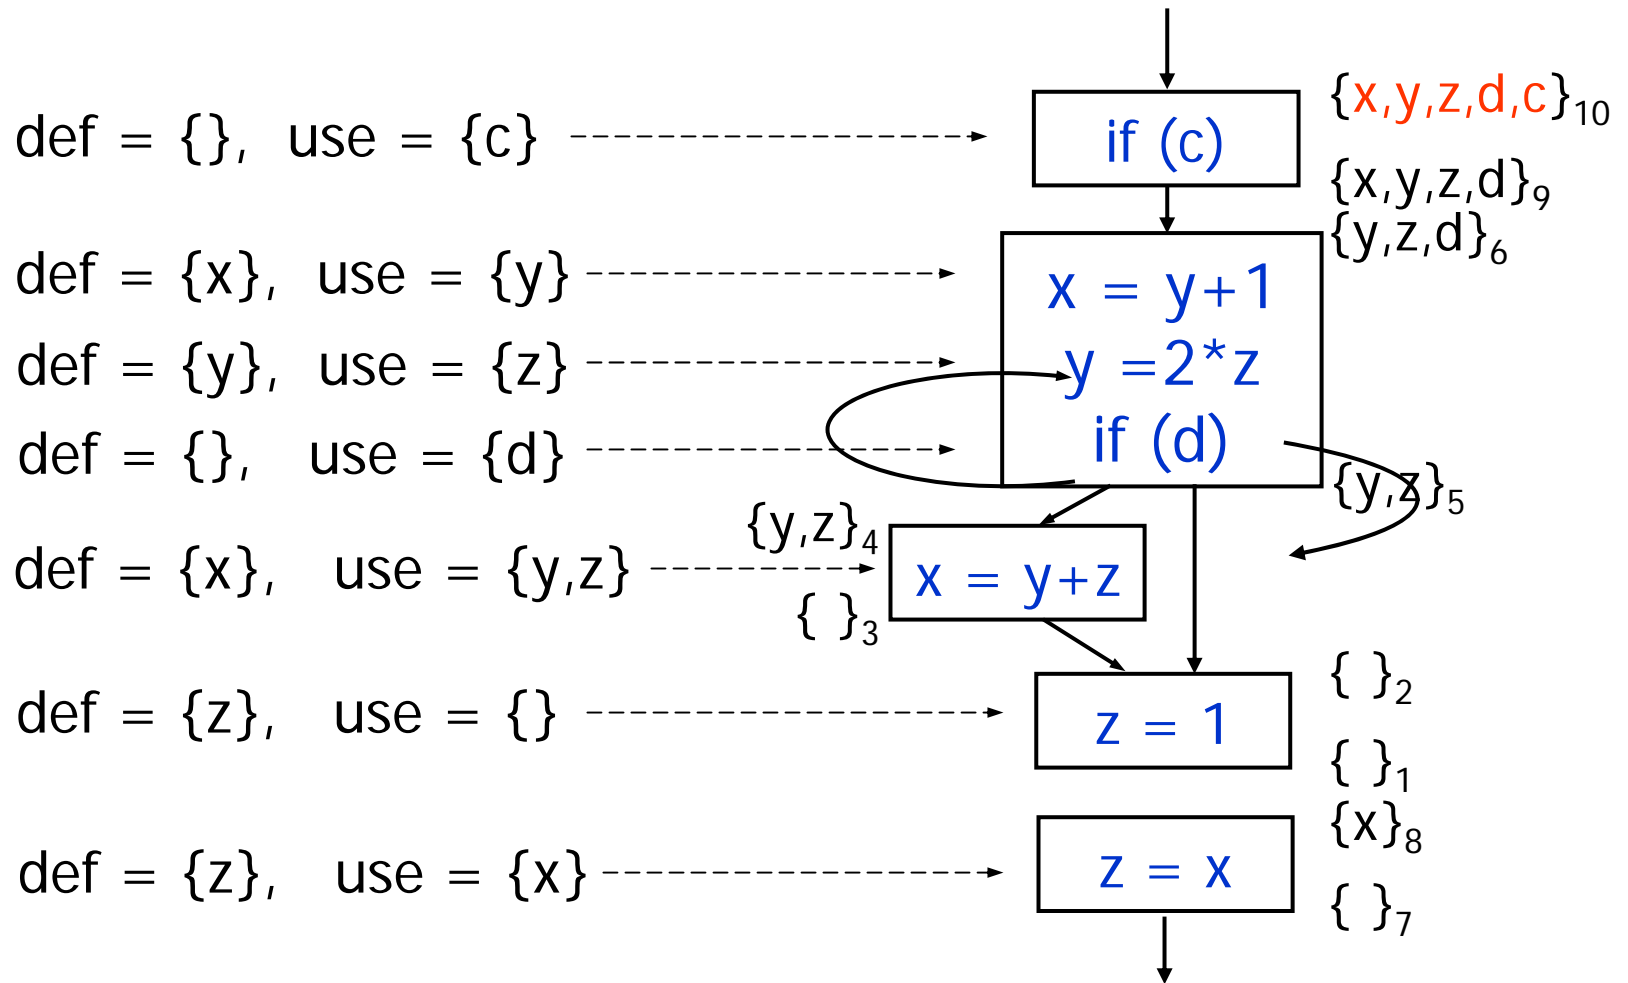 {x,y,z,d,c}10
def = {}, use = {c}
if (c)
{x,y,z,d}9
{y,z,d}6
def = {x}, use = {y}
x = y+1
def = {y}, use = {z}
y =2*z
def = {}, use = {d}
if (d)
{y,z}5
{y,z}4
def = {x}, use = {y,z}
x = y+z
{ }3
{ }2
def = {z}, use = {}
z = 1
{ }1
{x}8
def = {z}, use = {x}
z = x
{ }7